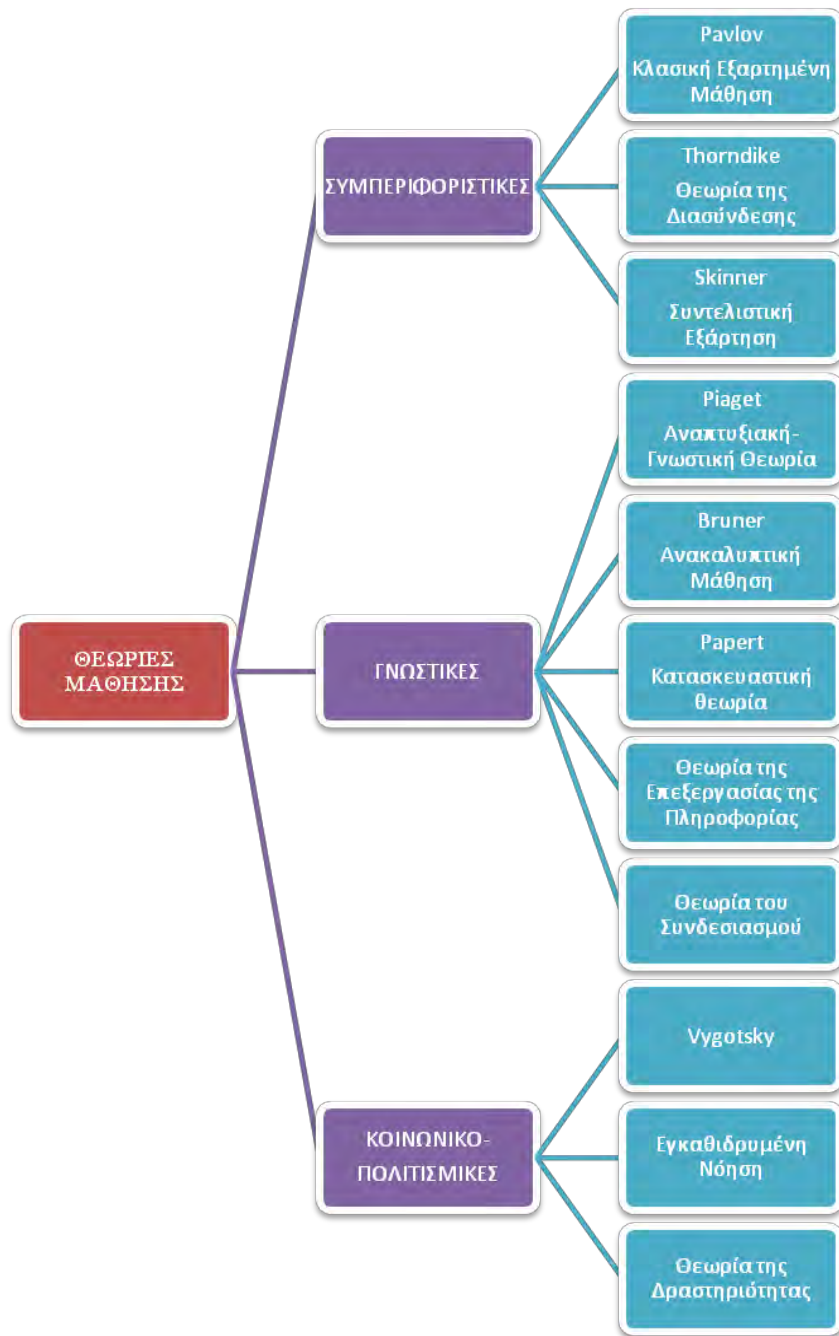 ΘΕΩΡΙΕΣ
ΜΑΘΗΣΗΣ
ΣΥΜΠΕΡΙΦΟΡΙΣΤΙΚΕΣ
Pavlov
Κλασική Εξαρτημένη
Μάθηση
Thorndike
Θεωρία της
Διασύνδεσης
Skinner
Συντελιστική
Εξάρτηση
ΓΝΩΣΤΙΚΕΣ
Piaget
Αναπτυξιακή-
Γνωστική Θεωρία
Bruner
Ανακαλυπτική
Μάθηση
Papert
Κατασκευαστική
θεωρία
Θεωρία της
Επεξεργασίας της
Πληροφορίας
Θεωρία του
Συνδεσιασμού
ΚΟΙΝΩΝΙΚΟ-
ΠΟΛΙΤΙΣΜΙΚΕΣ
Vygotsky
Εγκαθιδρυμένη
Νόηση
Θεωρία της
Δραστηριότητας